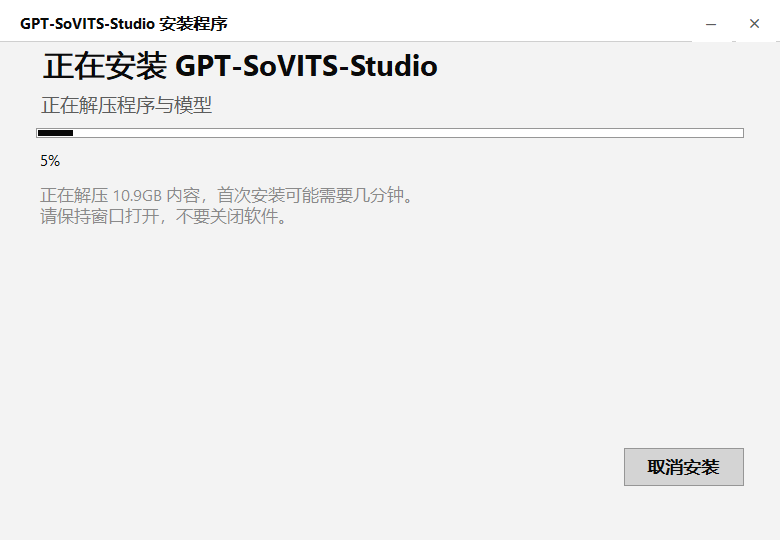 GPT-SoVITS-Studio 安装程序
正在安装 GPT-SoVITS-Studio
正在解压程序与模型
5%
正在解压 10.9GB 内容，首次安装可能需要几分钟。
请保持窗口打开，不要关闭软件。
取消安装